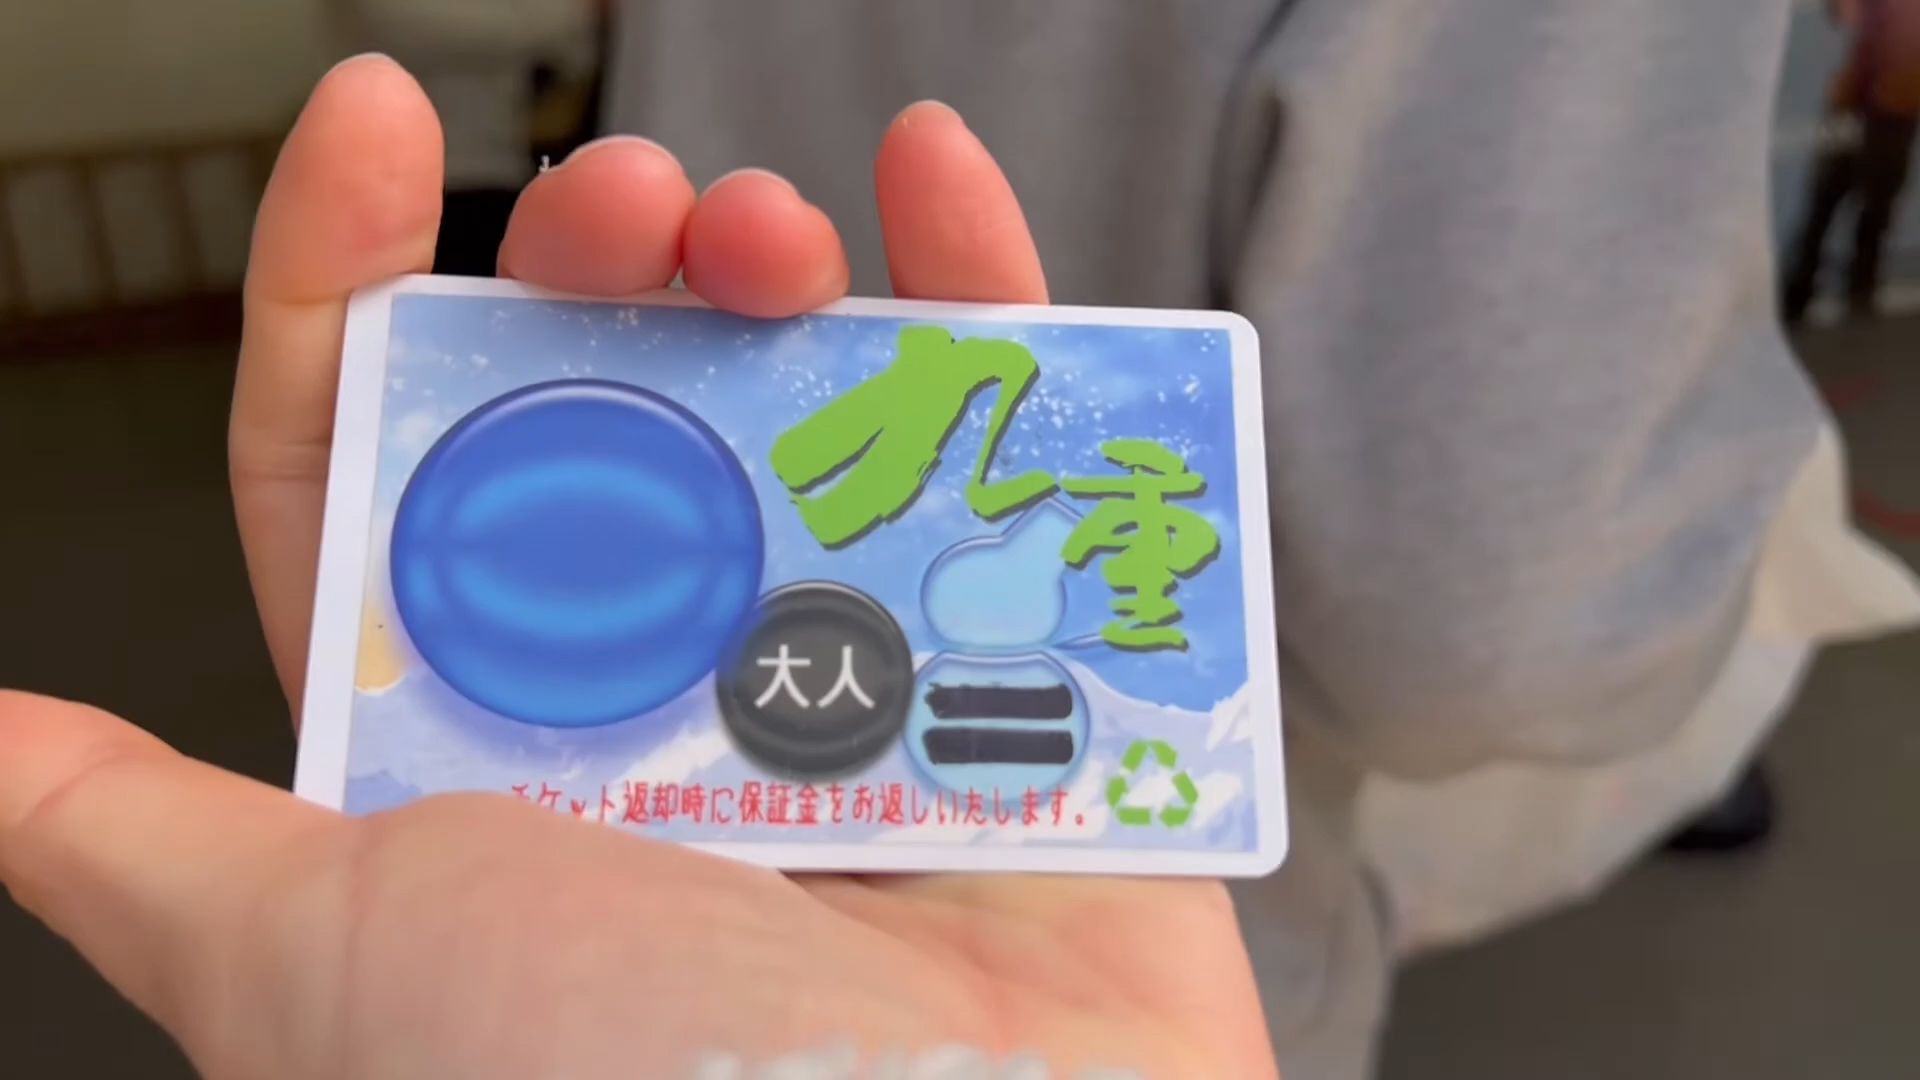 九重
大人
チケット返却時に保証金をお返しいたします。